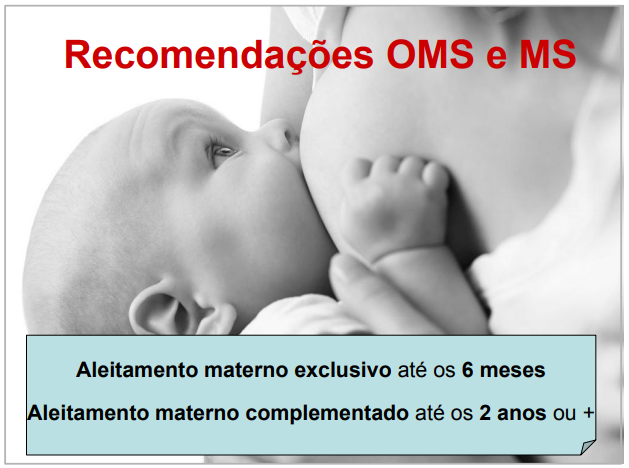 Recomendações OMS e MS
Aleitamento materno exclusivo até os 6 meses
Aleitamento materno complementado até os 2 anos ou +